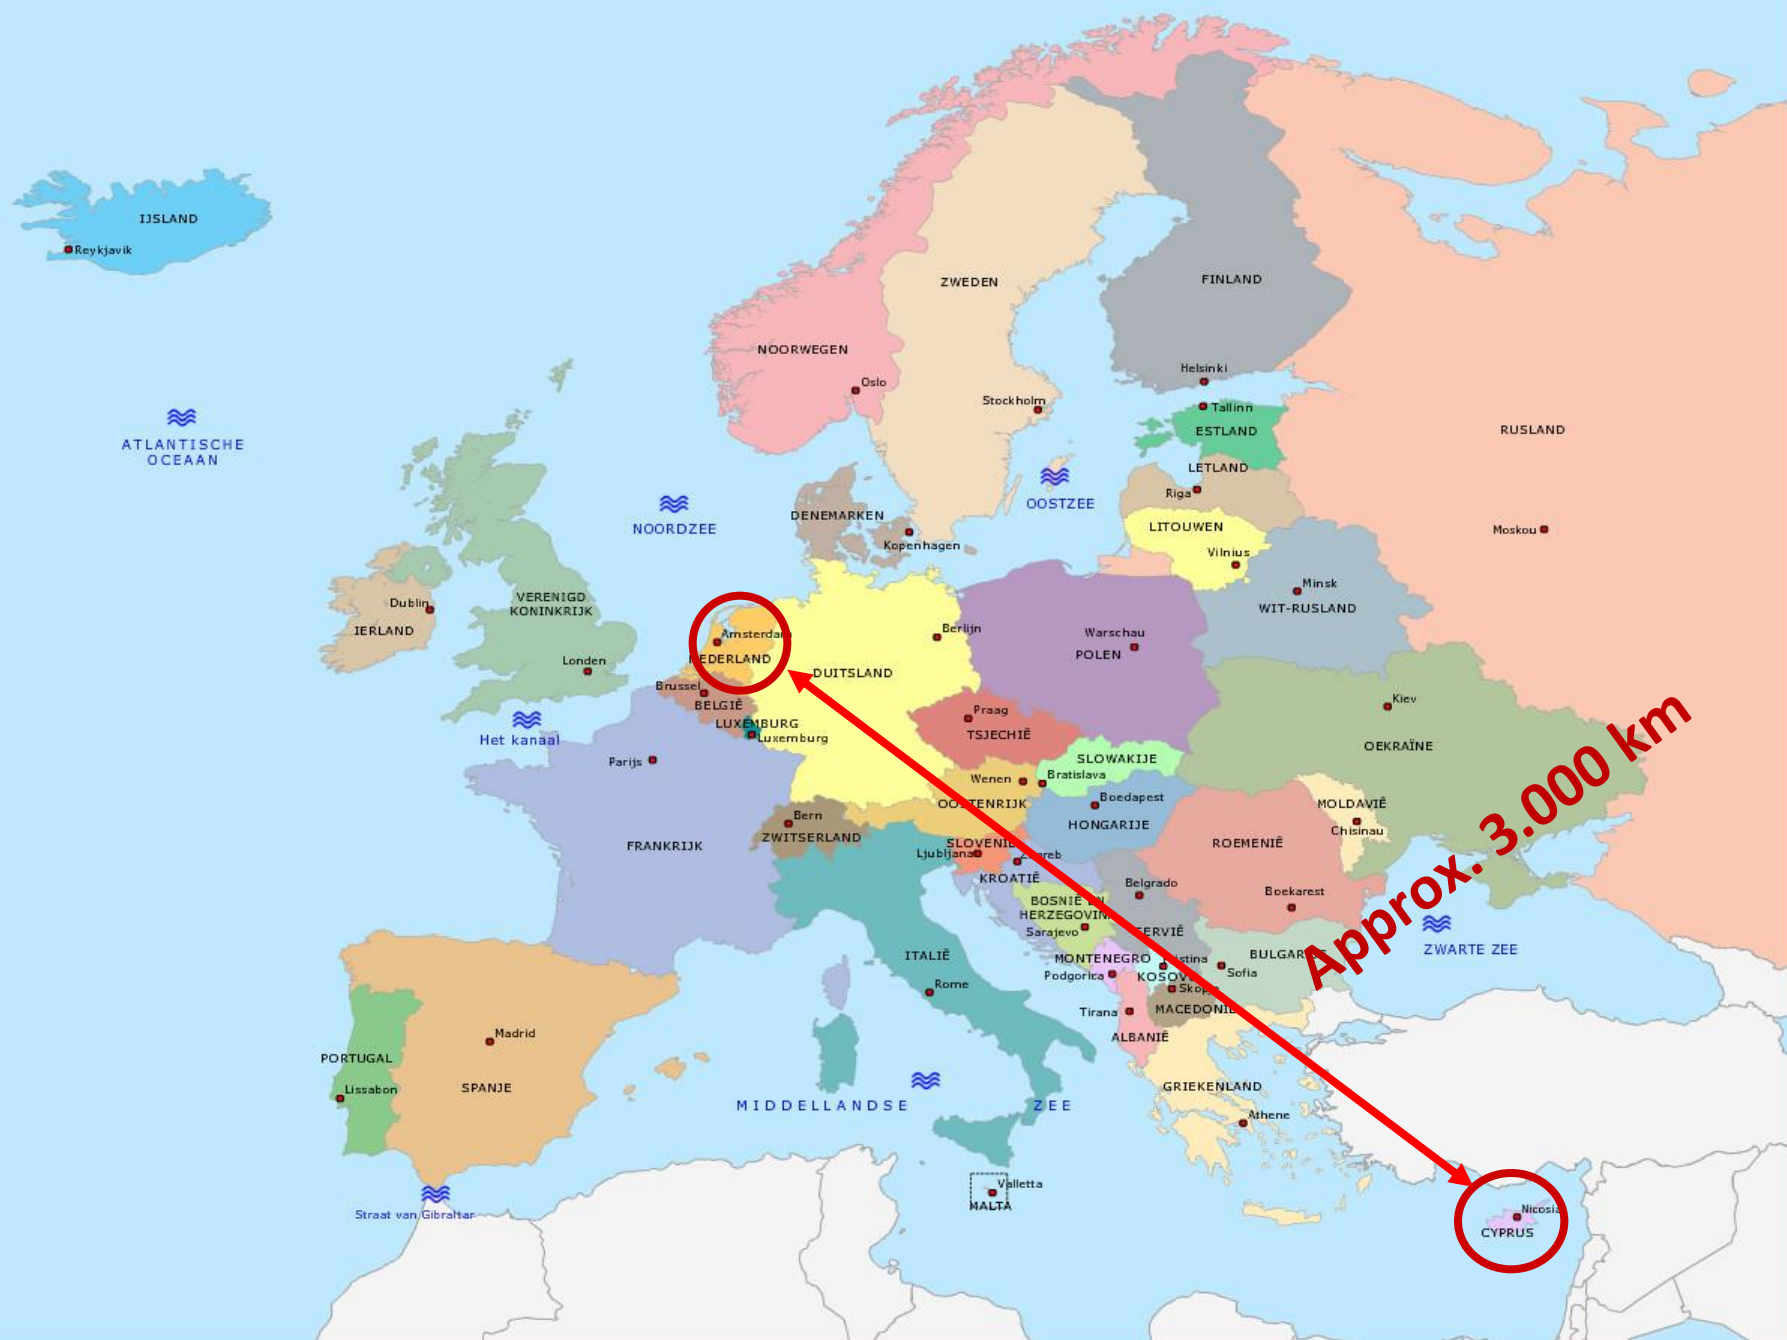 IJSLAND
Reykjavik
ZWEDEN
FINLAND
NOORWEGEN
Oslo
Helsinki
Stockholm
Tallinn
ESTLAND
RUSLAND
ATLANTISCHE
OCEAAN
LETLAND
Riga
OOSTZEE
NOORDZEE
DENEMARKEN
Kopenhagen
LITOUWEN
Vilnius
Moskou
Minsk
WIT-RUSLAND
VERENIGD
KONINKRIJK
Dublin
IERLAND
Amsterdam
NEDERLAND
Berlijn
Warschau
POLEN
Londen
DUITSLAND
Brussel
BELGIË
Kiev
LUXEMBURG
Luxemburg
Praag
TSJECHIË
Het kanaal
OEKRAÏNE
Parijs
SLOWAKIJE
Wenen
Bratislava
OOSTENRIJK
Boedapest
HONGARIJE
MOLDAVIË
Chisinau
Bern
ZWITSERLAND
FRANKRIJK
SLOVENIË
Ljubljana
Zagreb
ROEMENIË
KROATIË
Belgrado
Boekarest
BOSNIË EN
HERZEGOVINA
Sarajevo
SERVIË
Approx. 3.000 km
ZWARTE ZEE
ITALIË
MONTENEGRO
Podgorica
Pristina
KOSOVO
BULGARIJE
Sofia
Rome
Skopje
MACEDONIË
Tirana
ALBANIË
Madrid
PORTUGAL
Lissabon
SPANJE
GRIEKENLAND
Athene
MIDDELLANDSE ZEE
Valletta
MALTA
Straat van Gibraltar
Nicosia
CYPRUS